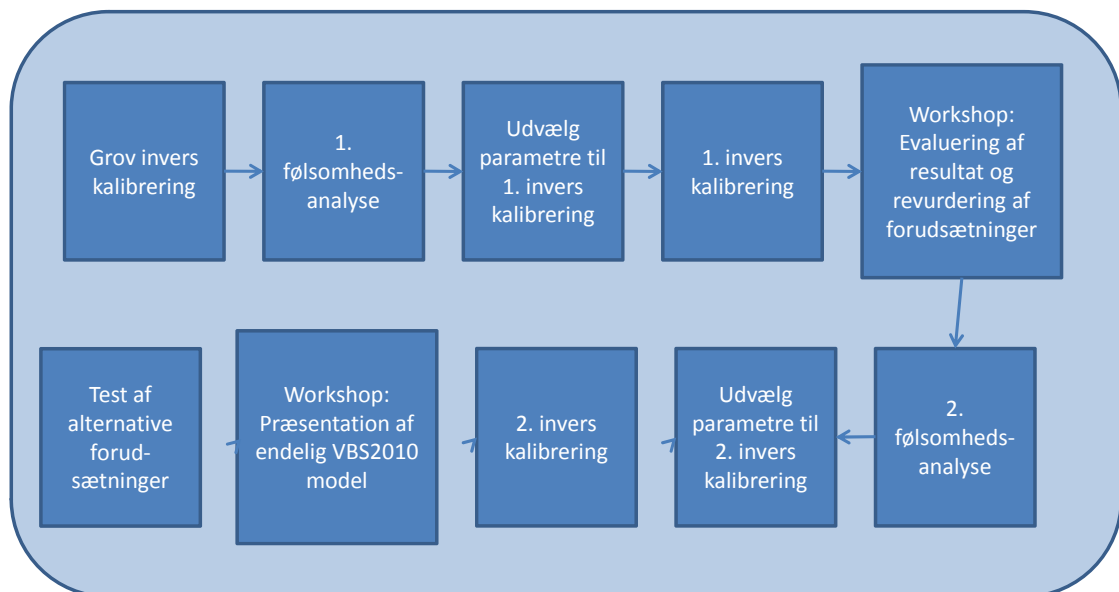 Grov invers
kalibrering
1.
følsomheds-
analyse
Udvælg
parametre til
1. invers
kalibrering
1. invers
kalibrering
Workshop:
Evaluering af
resultat og
revurdering af
forudsætninger
Test af
alternative
forud-
sætninger
Workshop:
Præsentation af
endelig VBS2010
model
2. invers
kalibrering
Udvælg
parametre til
2. invers
kalibrering
2.
følsomheds-
analyse